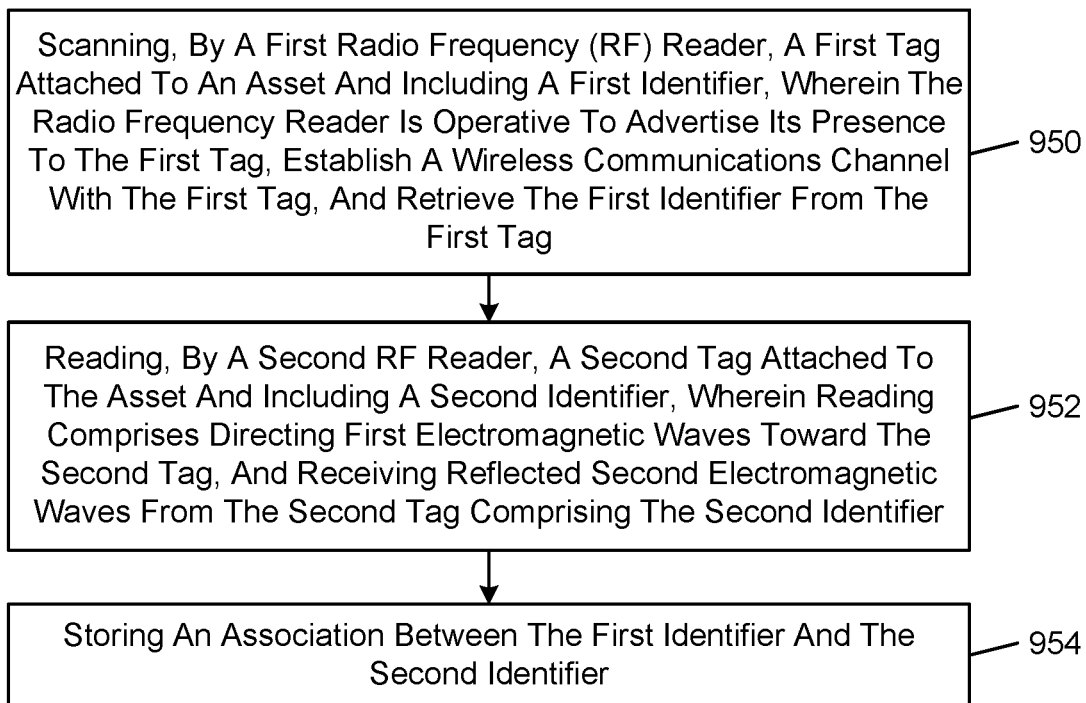 Scanning, By A First Radio Frequency (RF) Reader, A First Tag
Attached To An Asset And Including A First Identifier, Wherein The
Radio Frequency Reader Is Operative To Advertise Its Presence
To The First Tag, Establish A Wireless Communications Channel
With The First Tag, And Retrieve The First Identifier From The
First Tag
950
Reading, By A Second RF Reader, A Second Tag Attached To
The Asset And Including A Second Identifier, Wherein Reading
Comprises Directing First Electromagnetic Waves Toward The
Second Tag, And Receiving Reflected Second Electromagnetic
Waves From The Second Tag Comprising The Second Identifier
952
Storing An Association Between The First Identifier And The
Second Identifier
954